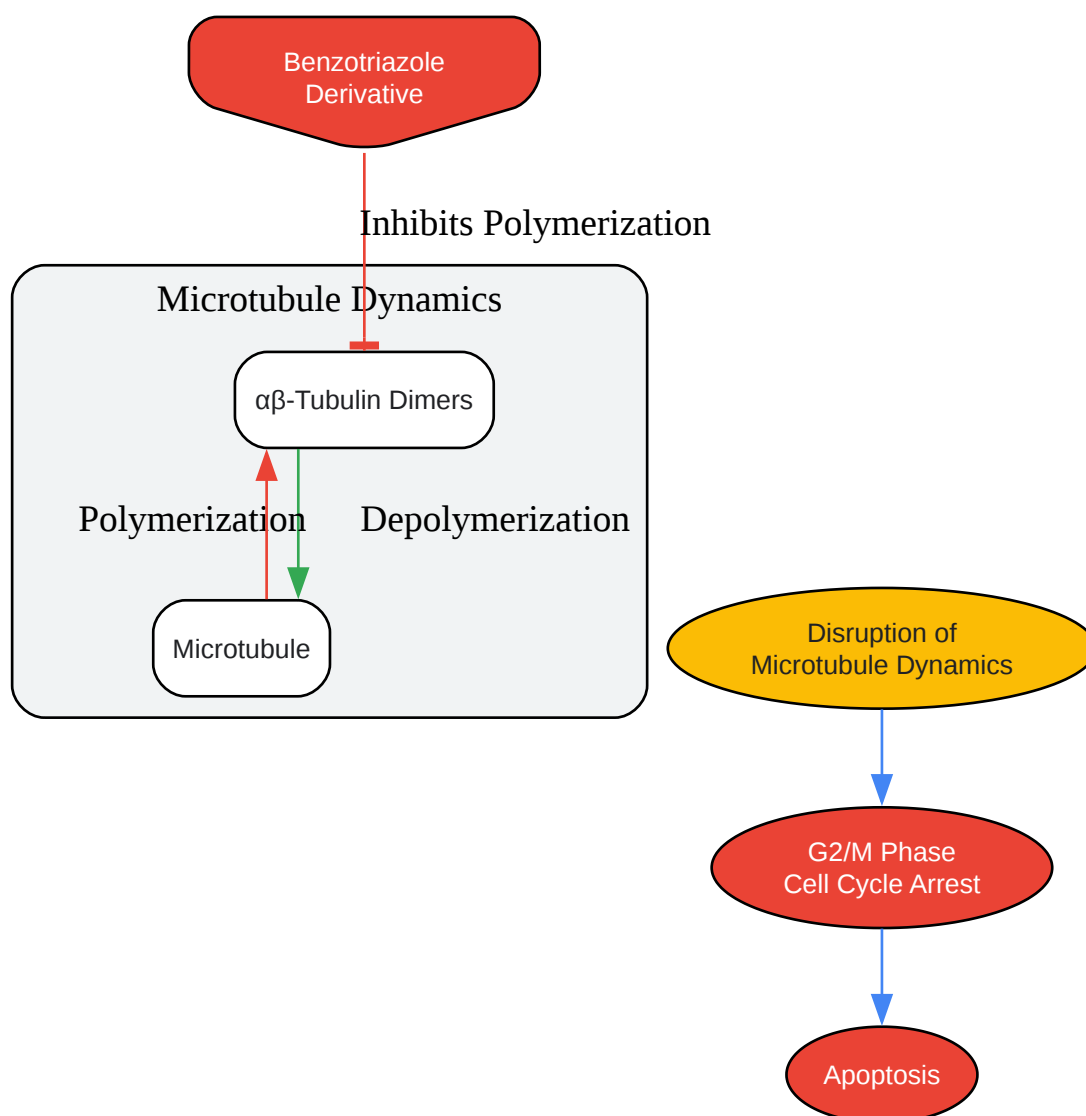 Benzotriazole
Derivative
Inhibits Polymerization
Microtubule Dynamics
αβ-Tubulin Dimers
Polymerization
Depolymerization
Microtubule
Disruption of
Microtubule Dynamics
G2/M Phase
Cell Cycle Arrest
Apoptosis